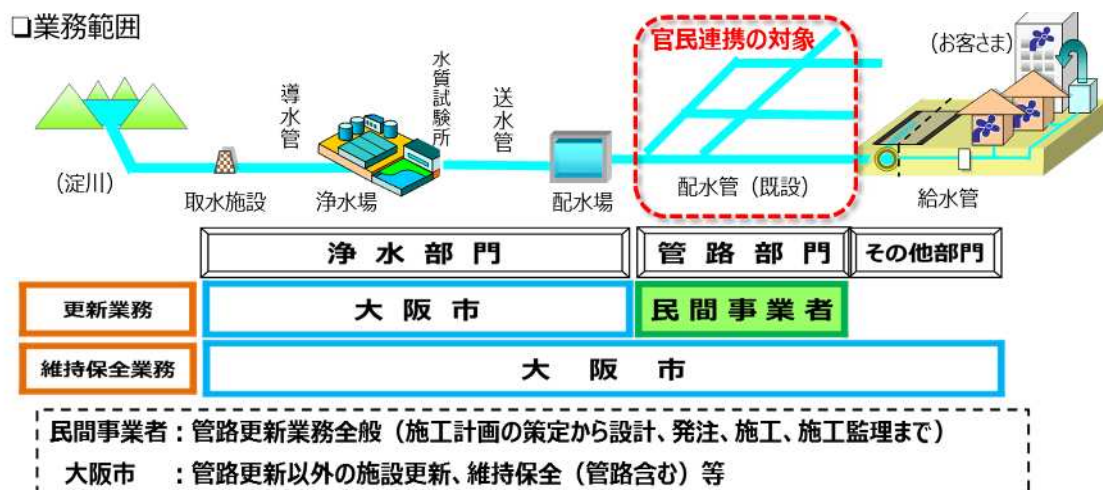 ❑業務範囲
官民連携の対象
(お客さま)
水質試験所
導水管
送水管
(淀川)
取水施設
浄水場
配水場
配水管(既設)
給水管
浄水部門
管路部門
その他部門
更新業務
大阪市
民間事業者
維持保全業務
大阪市
民間事業者:管路更新業務全般(施工計画の策定から設計、発注、施工、施工監理まで)
大阪市 :管路更新以外の施設更新、維持保全(管路含む)等